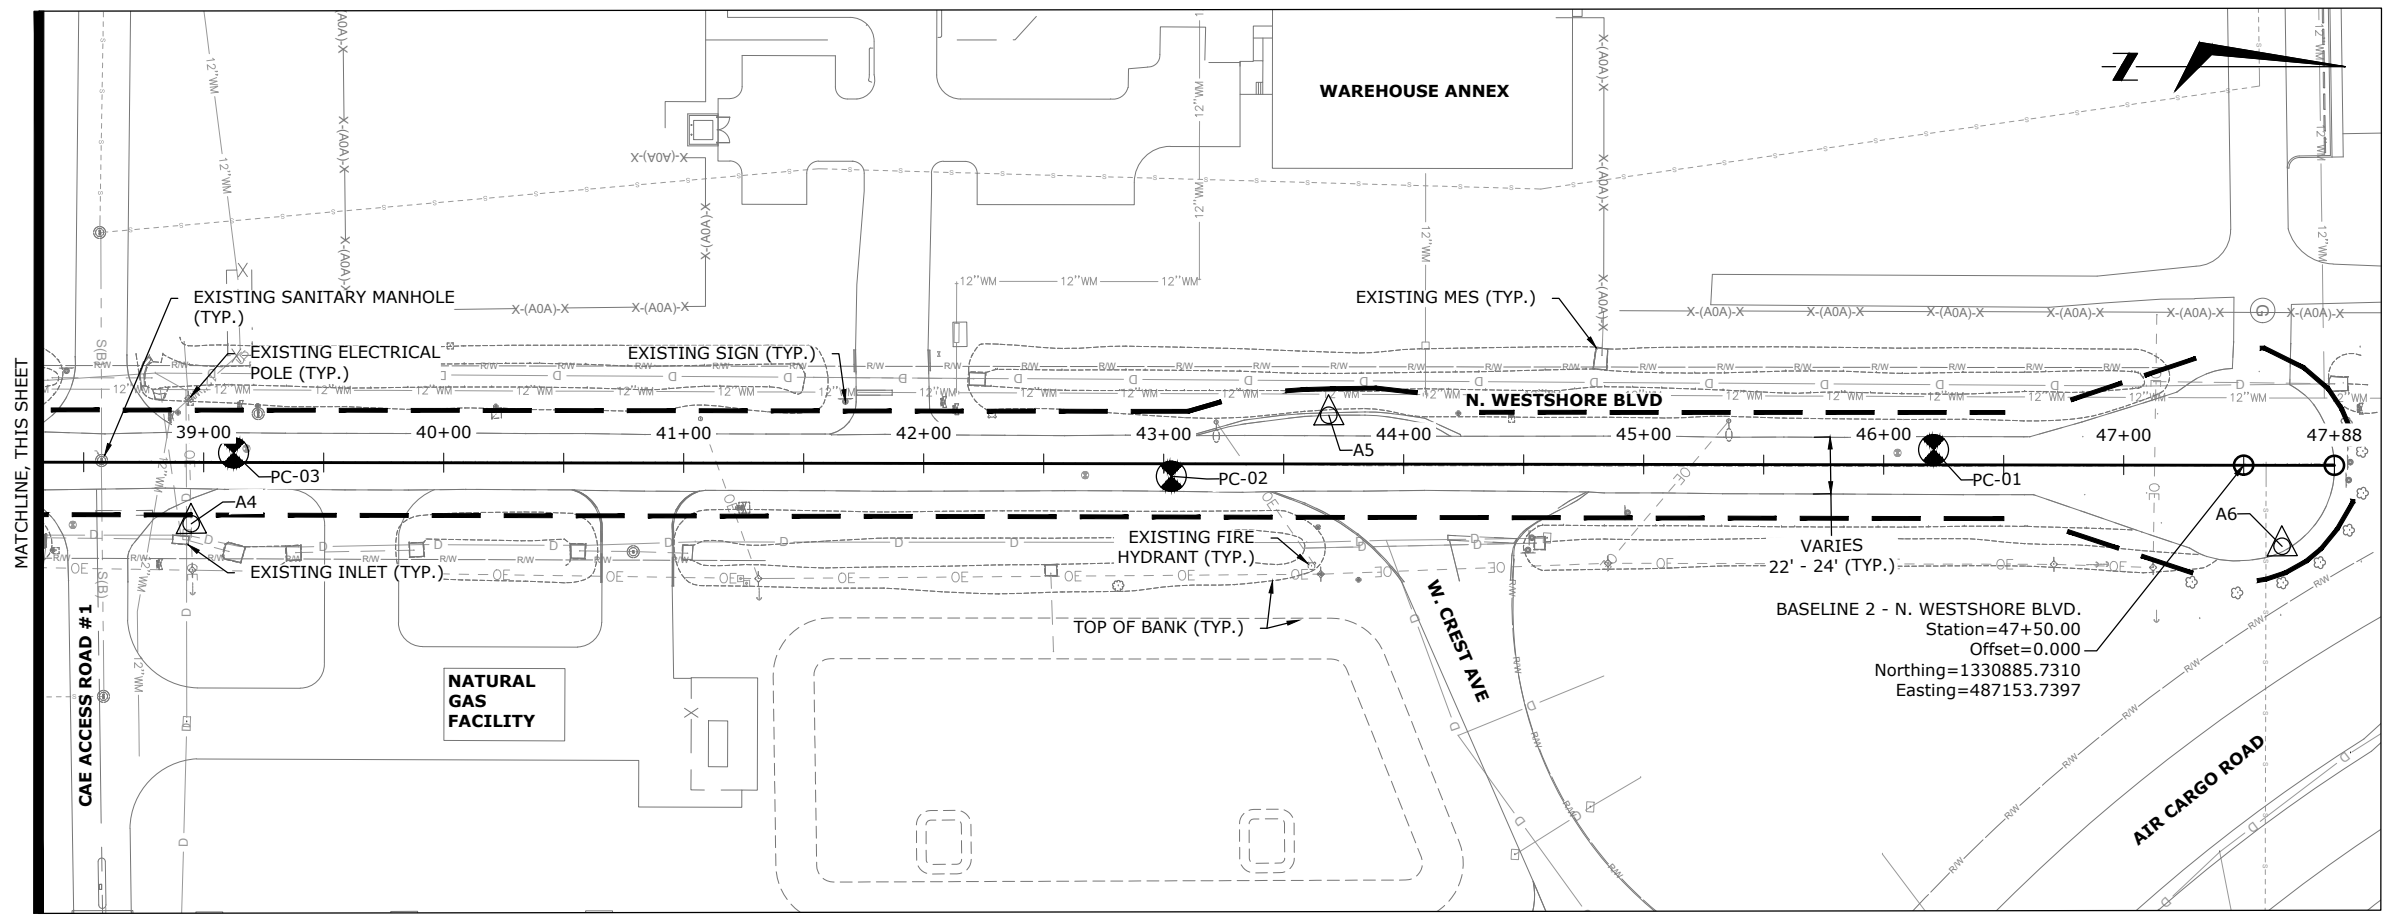 MATCHLINE, THIS SHEET
WAREHOUSE ANNEX
Z
EXISTING SANITARY MANHOLE
(TYP.)
EXISTING ELECTRICAL
POLE (TYP.)
EXISTING SIGN (TYP.)
EXISTING MES (TYP.)
12"WM
X-(AOA)-X
R/W
S(B)
G
N. WESTSHORE BLVD
39+00
40+00
41+00
42+00
43+00
44+00
45+00
46+00
47+00
47+88
PC-03
PC-02
PC-01
A4
A5
A6
EXISTING INLET (TYP.)
EXISTING FIRE
HYDRANT (TYP.)
TOP OF BANK (TYP.)
VARIES
22' - 24' (TYP.)
BASELINE 2 - N. WESTSHORE BLVD.
Station=47+50.00
Offset=0.000
Northing=1330885.7310
Easting=487153.7397
OE
D
S
CAE ACCESS ROAD #1
NATURAL
GAS
FACILITY
W. CREST AVE
AIR CARGO ROAD